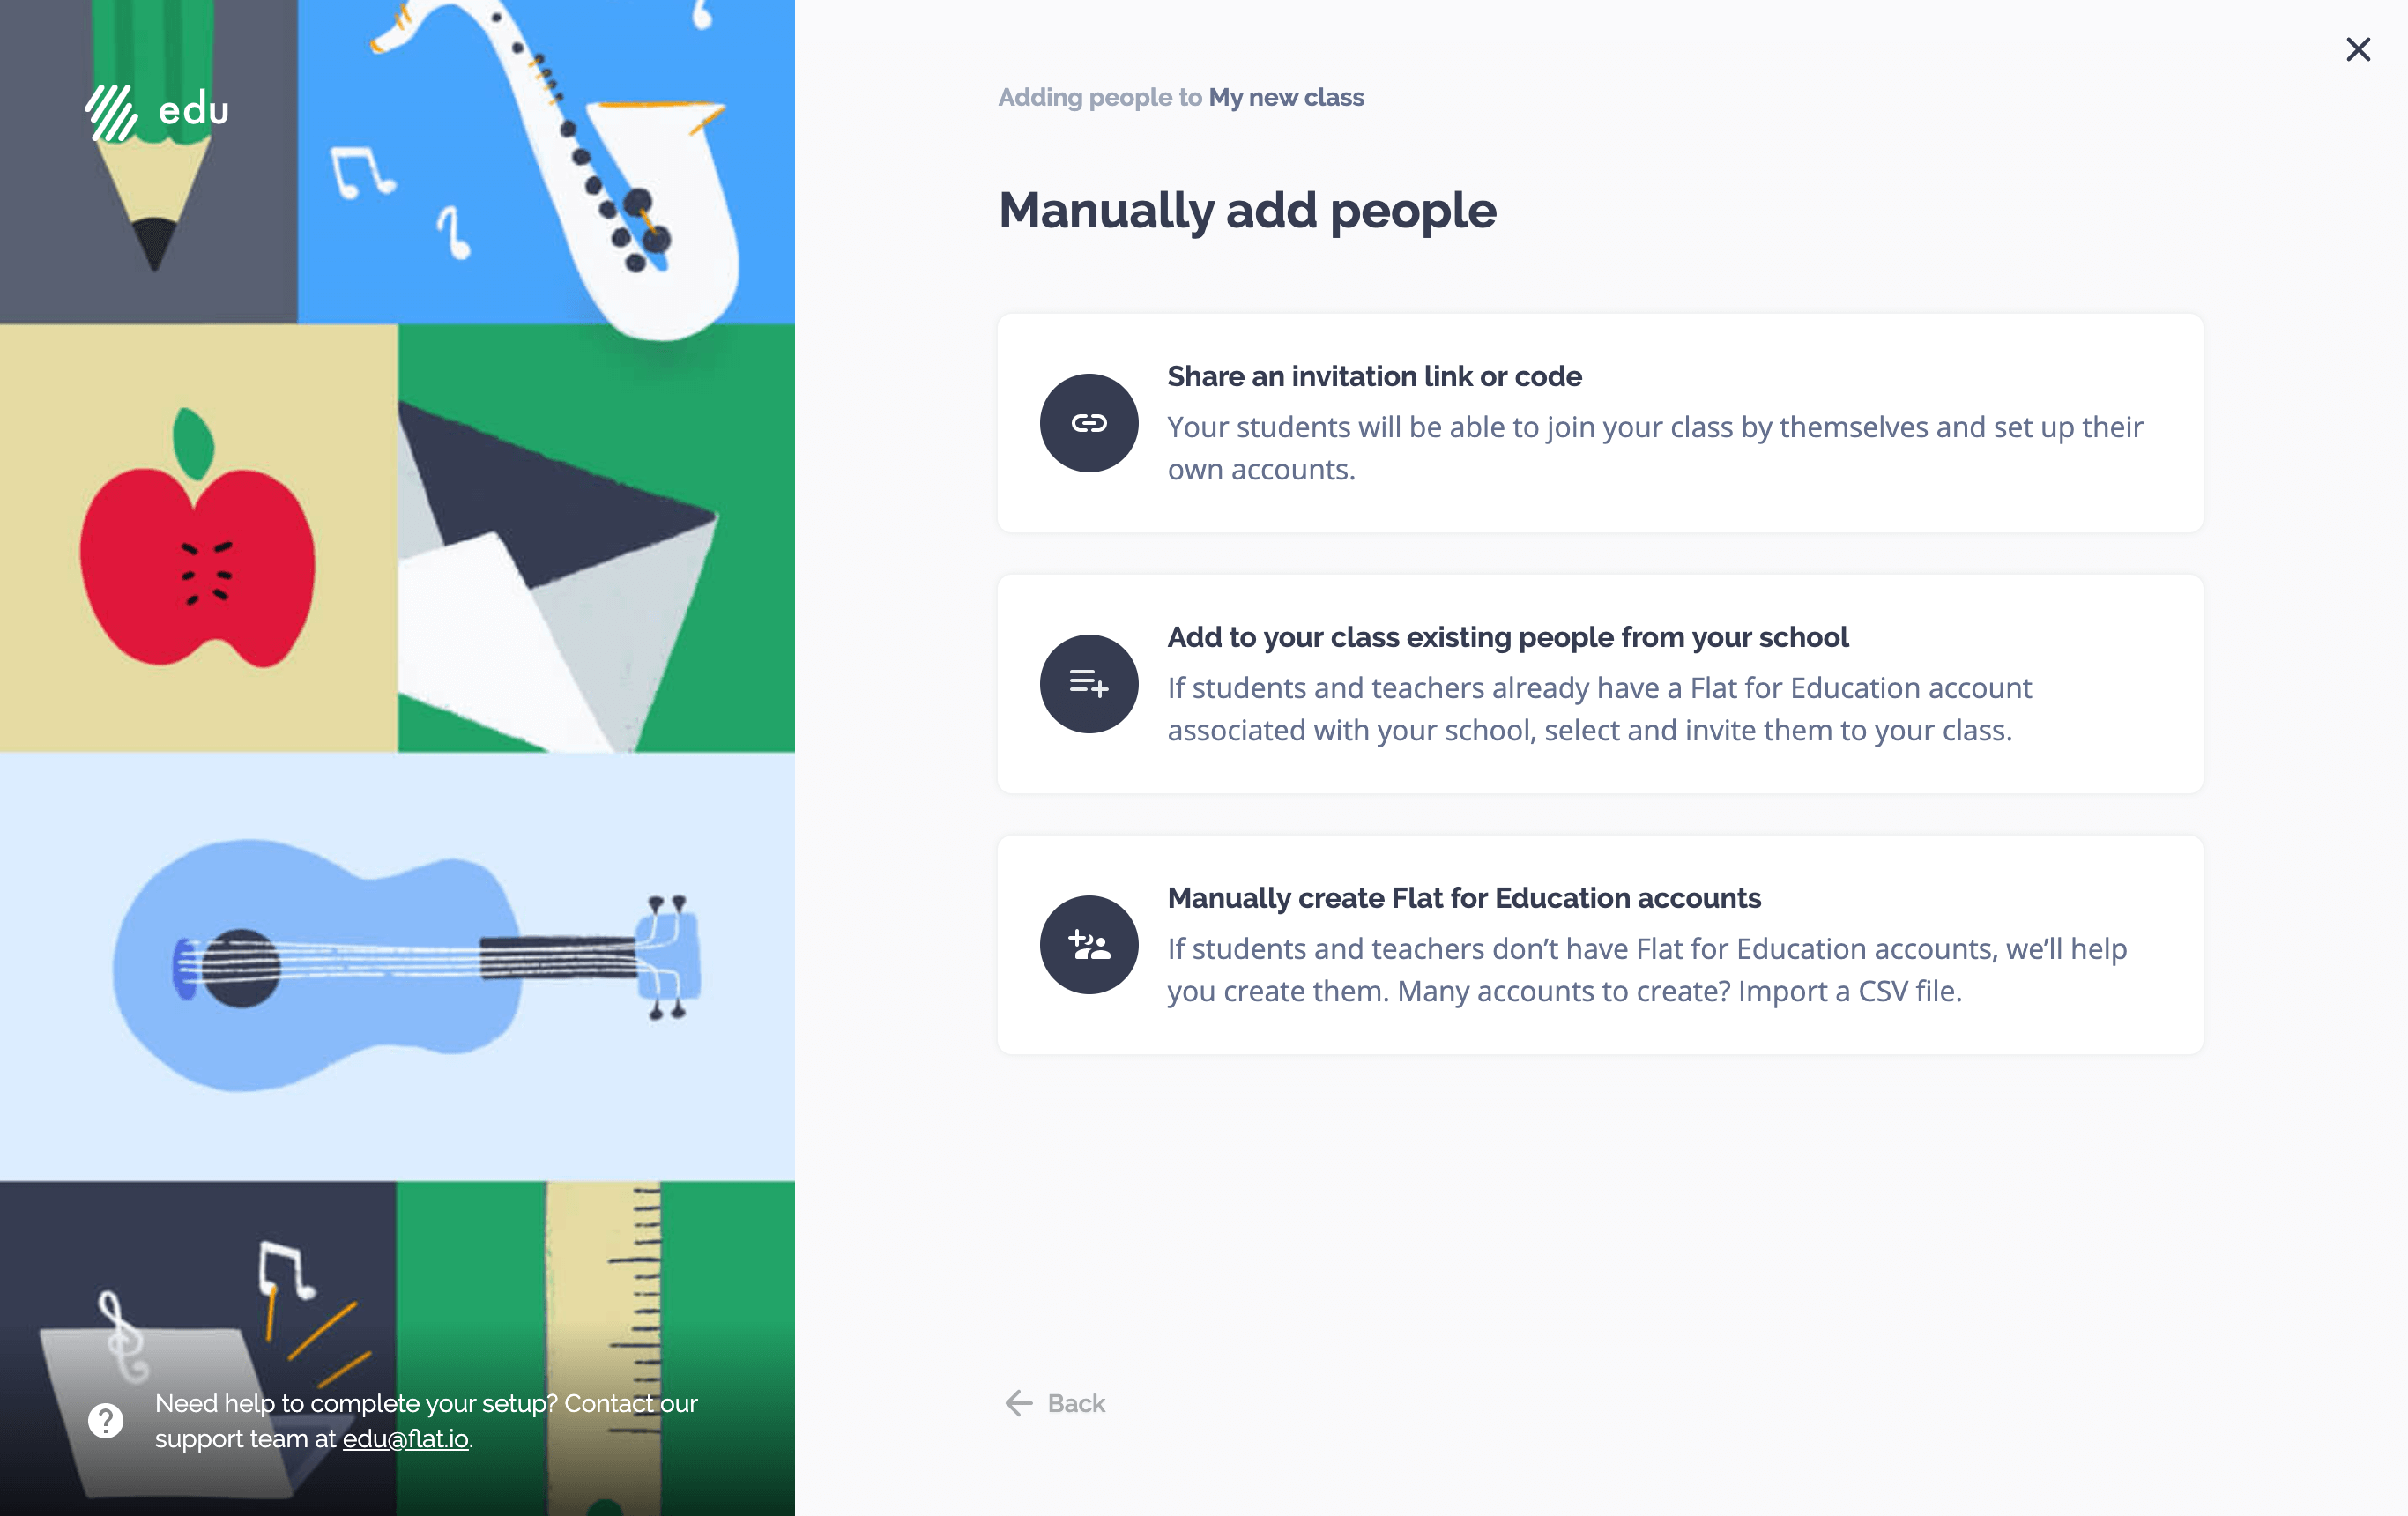 edu
Adding people to My new class
Manually add people
Share an invitation link or code
Your students will be able to join your class by themselves and set up their
own accounts.
Add to your class existing people from your school
If students and teachers already have a Flat for Education account
associated with your school, select and invite them to your class.
Manually create Flat for Education accounts
If students and teachers don’t have Flat for Education accounts, we’ll help
you create them. Many accounts to create? Import a CSV file.
Need help to complete your setup? Contact our
support team at edu@flat.io.
Back